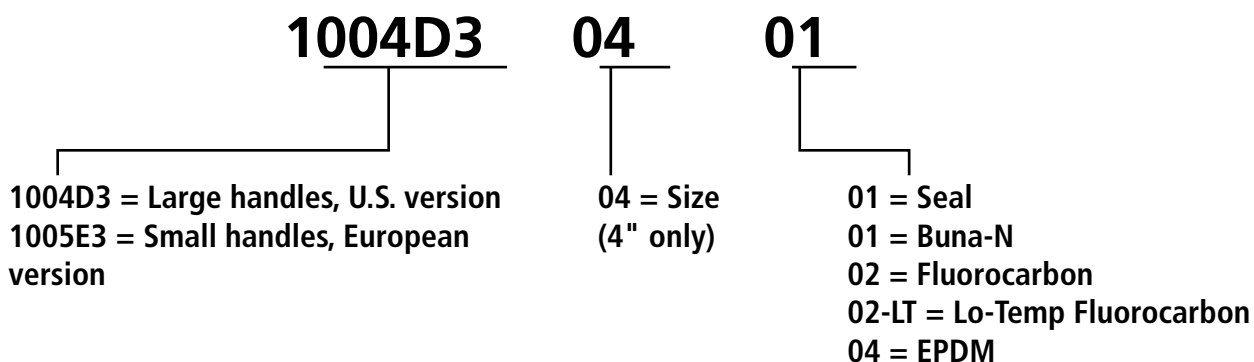 1004D3 04 01
1004D3 = Large handles, U.S. version
1005E3 = Small handles, European
version
04 = Size
(4" only)
01 = Seal
01 = Buna-N
02 = Fluorocarbon
02-LT = Lo-Temp Fluorocarbon
04 = EPDM